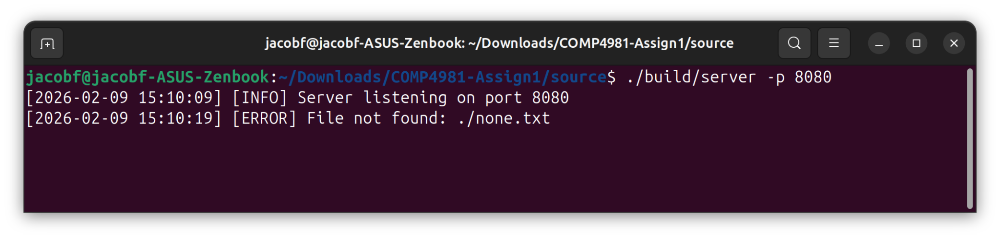 jacobf@jacobf-ASUS-Zenbook: ~/Downloads/COMP4981-Assign1/source
jacobf@jacobf-ASUS-Zenbook:~/Downloads/COMP4981-Assign1/source$ ./build/server -p 8080
[2026-02-09 15:10:09] [INFO] Server listening on port 8080
[2026-02-09 15:10:19] [ERROR] File not found: ./none.txt